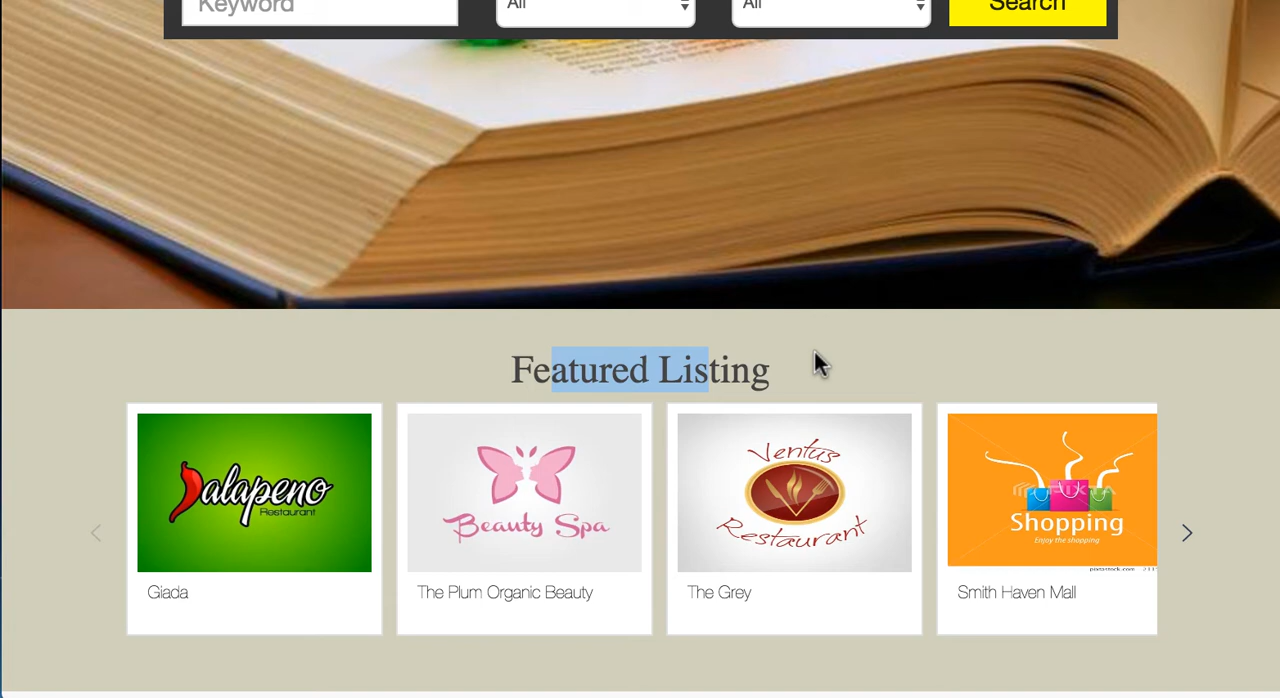 Keyword
All
All
Search
Featured Listing
Jalapeno
Restaurant
Beauty Spa
Ventus
Restaurant
PIXTA
Shopping
Enjoy the shopping
Giada
The Plum Organic Beauty
The Grey
Smith Haven Mall